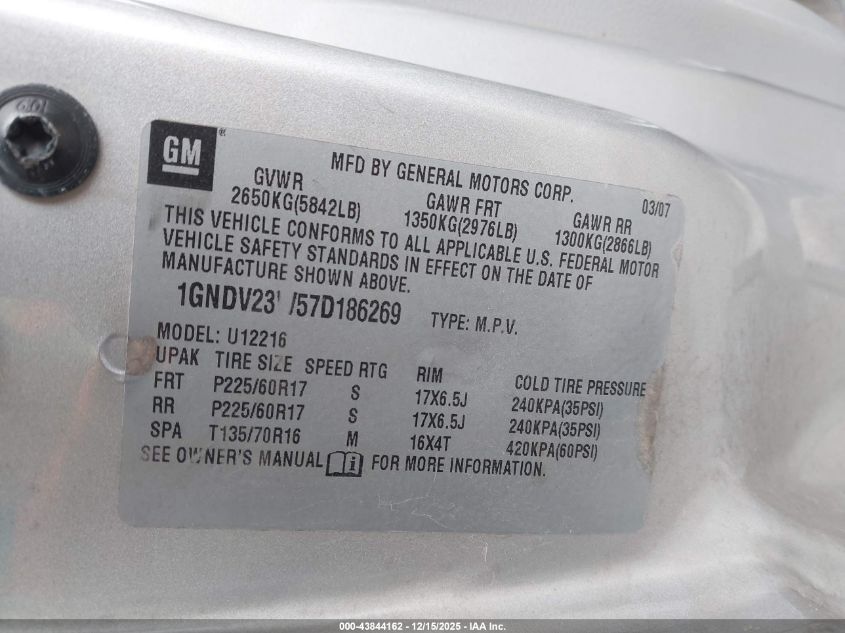 GM®
MFD BY GENERAL MOTORS CORP.
03/07
GVWR GAWR FRT GAWR RR
2650KG(5842LB) 1350KG(2976LB) 1300KG(2866LB)
THIS VEHICLE CONFORMS TO ALL APPLICABLE U.S. FEDERAL MOTOR
VEHICLE SAFETY STANDARDS IN EFFECT ON THE DATE OF
MANUFACTURE SHOWN ABOVE.
TYPE: M.P.V.
MODEL: U12216
UPAK TIRE SIZE SPEED RTG RIM COLD TIRE PRESSURE
FRT P225/60R17 S 17X6.5J 240KPA(35PSI)
RR P225/60R17 S 17X6.5J 240KPA(35PSI)
SPA T135/70R16 M 16X4T 420KPA(60PSI)
SEE OWNER'S MANUAL FOR MORE INFORMATION.
000-43844162 - 12/15/2025 - IAA Inc.